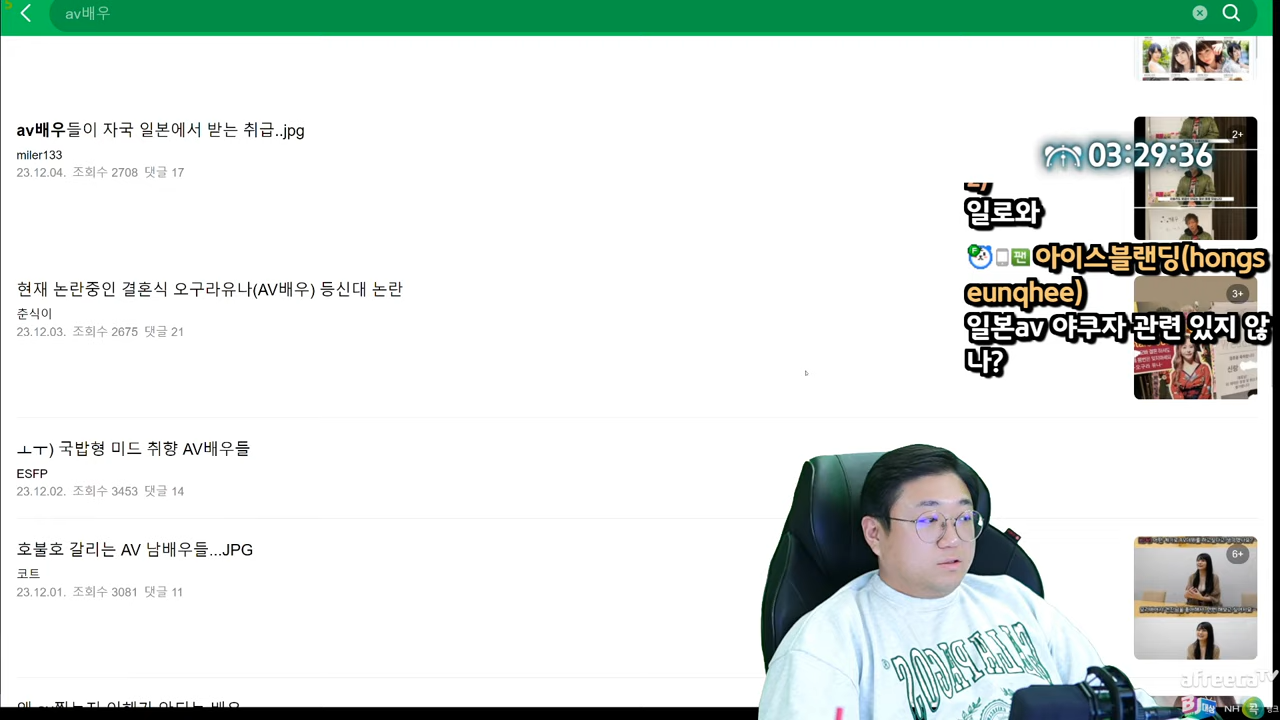 av배우
av배우들이 자국 일본에서 받는 취급..jpg
miler133
23.12.04. 조회수 2708 댓글 17
2+
03:29:36
일로와
아이스블랜딩(hongs
eunqhee)
일본av 야쿠자 관련 있지 않
나?
현재 논란중인 결혼식 오구라유나(AV배우) 등신대 논란
춘식이
23.12.03. 조회수 2675 댓글 21
3+
ㅗㅜ) 국밥형 미드 취향 AV배우들
ESFP
23.12.02. 조회수 3453 댓글 14
호불호 갈리는 AV 남배우들...JPG
코트
23.12.01. 조회수 3081 댓글 11
6+
afreecaTV
BJ대상
NH